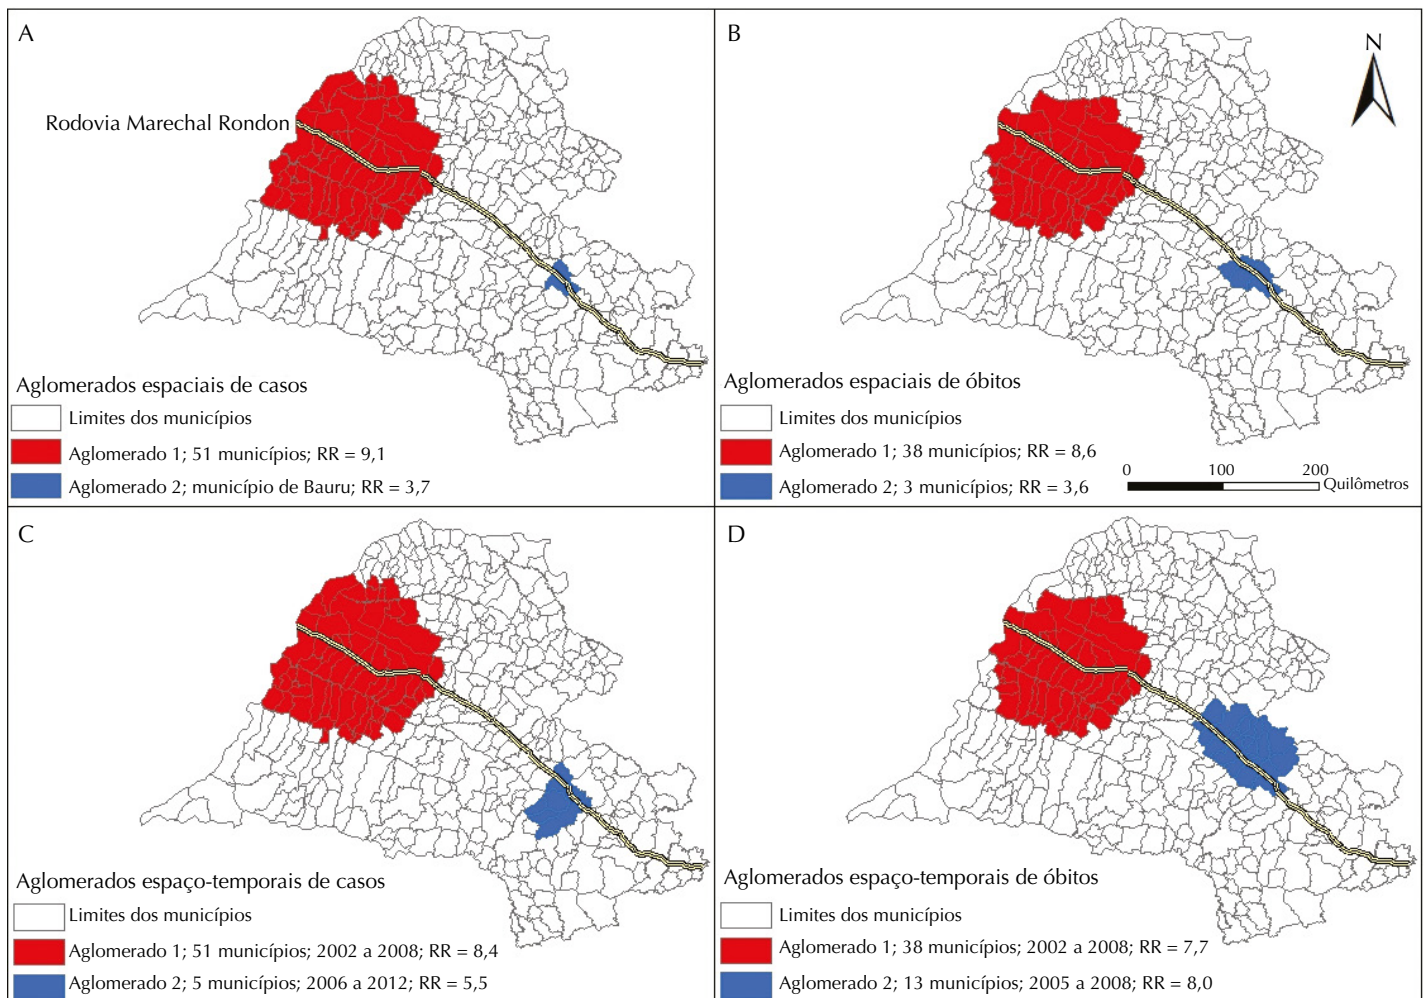 A
Rodovia Marechal Rondon
Aglomerados espaciais de casos
Limites dos municípios
Aglomerado 1; 51 municípios; RR = 9,1
Aglomerado 2; município de Bauru; RR = 3,7
B
N
Aglomerados espaciais de óbitos
Limites dos municípios
Aglomerado 1; 38 municípios; RR = 8,6
Aglomerado 2; 3 municípios; RR = 3,6
0 100 200
Quilômetros
C
Aglomerados espaço-temporais de casos
Limites dos municípios
Aglomerado 1; 51 municípios; 2002 a 2008; RR = 8,4
Aglomerado 2; 5 municípios; 2006 a 2012; RR = 5,5
D
Aglomerados espaço-temporais de óbitos
Limites dos municípios
Aglomerado 1; 38 municípios; 2002 a 2008; RR = 7,7
Aglomerado 2; 13 municípios; 2005 a 2008; RR = 8,0